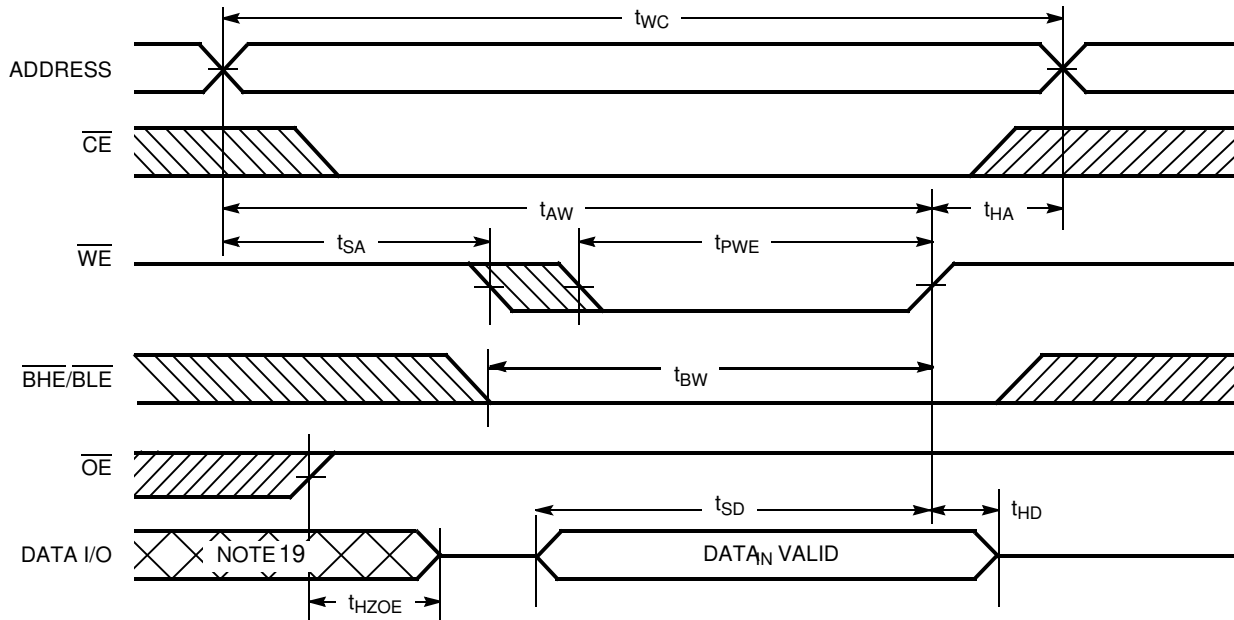 tWC
ADDRESS
CE
tAW
tHA
tSA
tPWE
WE
tBW
BHE/BLE
OE
tSD
tHD
DATA I/O
NOTE 19
DATAIN VALID
tHZOE